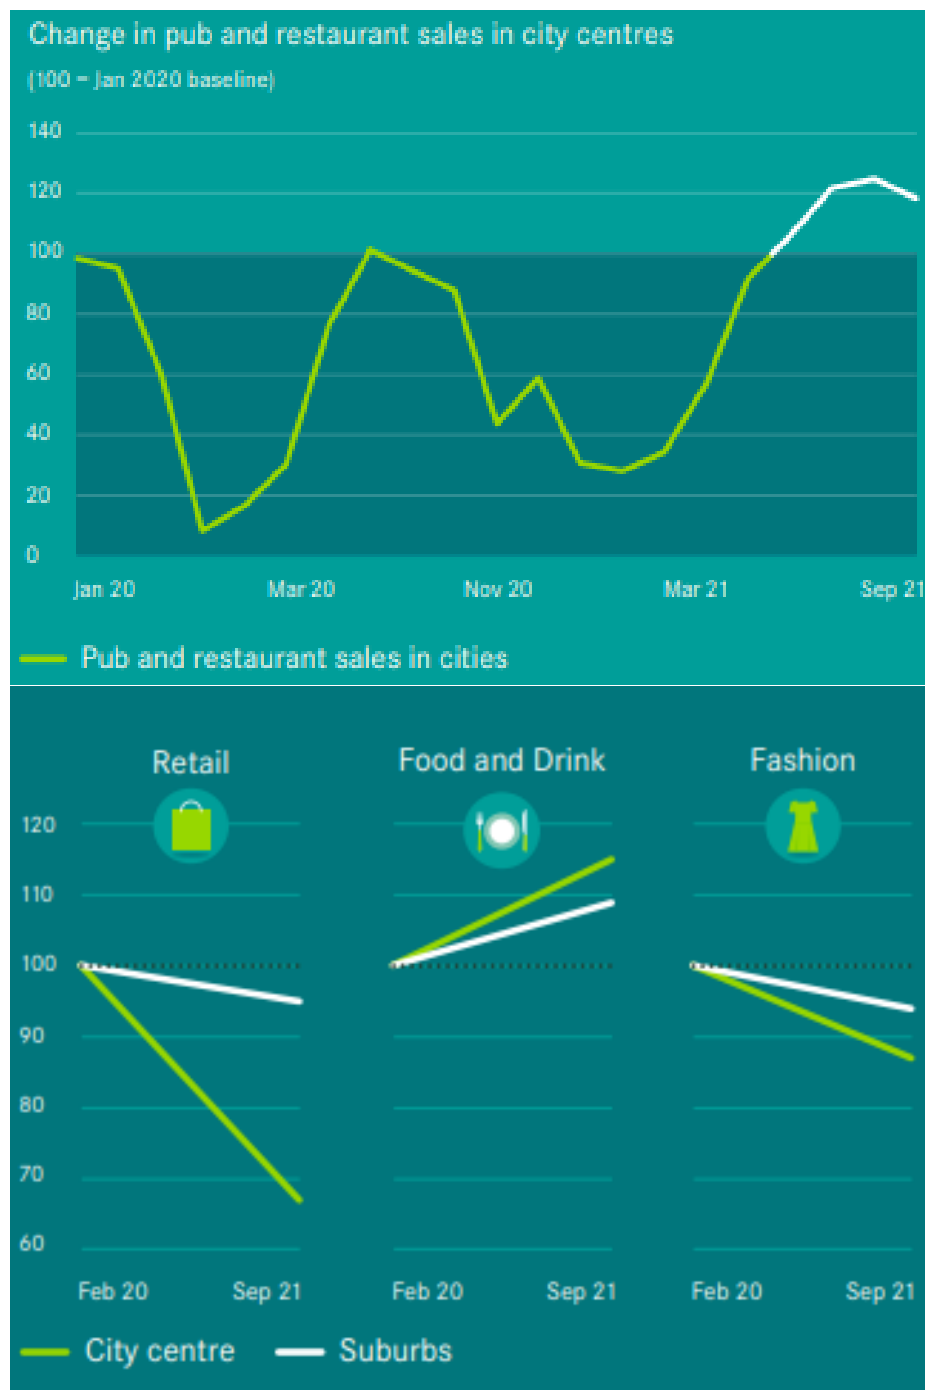 Change in pub and restaurant sales in city centres
(100 – Jan 2020 baseline)
140
120
100
80
60
40
20
0
Jan 20 Mar 20 Nov 20 Mar 21 Sep 21
Pub and restaurant sales in cities
Retail Food and Drink Fashion
120
110
100
90
80
70
60
Feb 20 Sep 21 Feb 20 Sep 21 Feb 20 Sep 21
City centre Suburbs